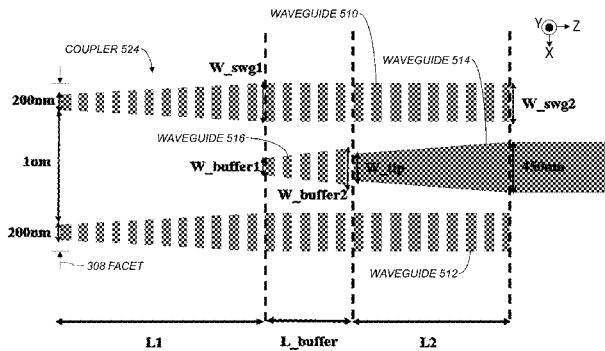 WAVEGUIDE 510
Y
Z
X
COUPLER 524
WAVEGUIDE 514
W_swg1
200nm
W_swg2
WAVEGUIDE 516
1um
W_buffer1
W_tip
450nm
W_buffer2
200nm
WAVEGUIDE 512
308 FACET
L1
L_buffer
L2